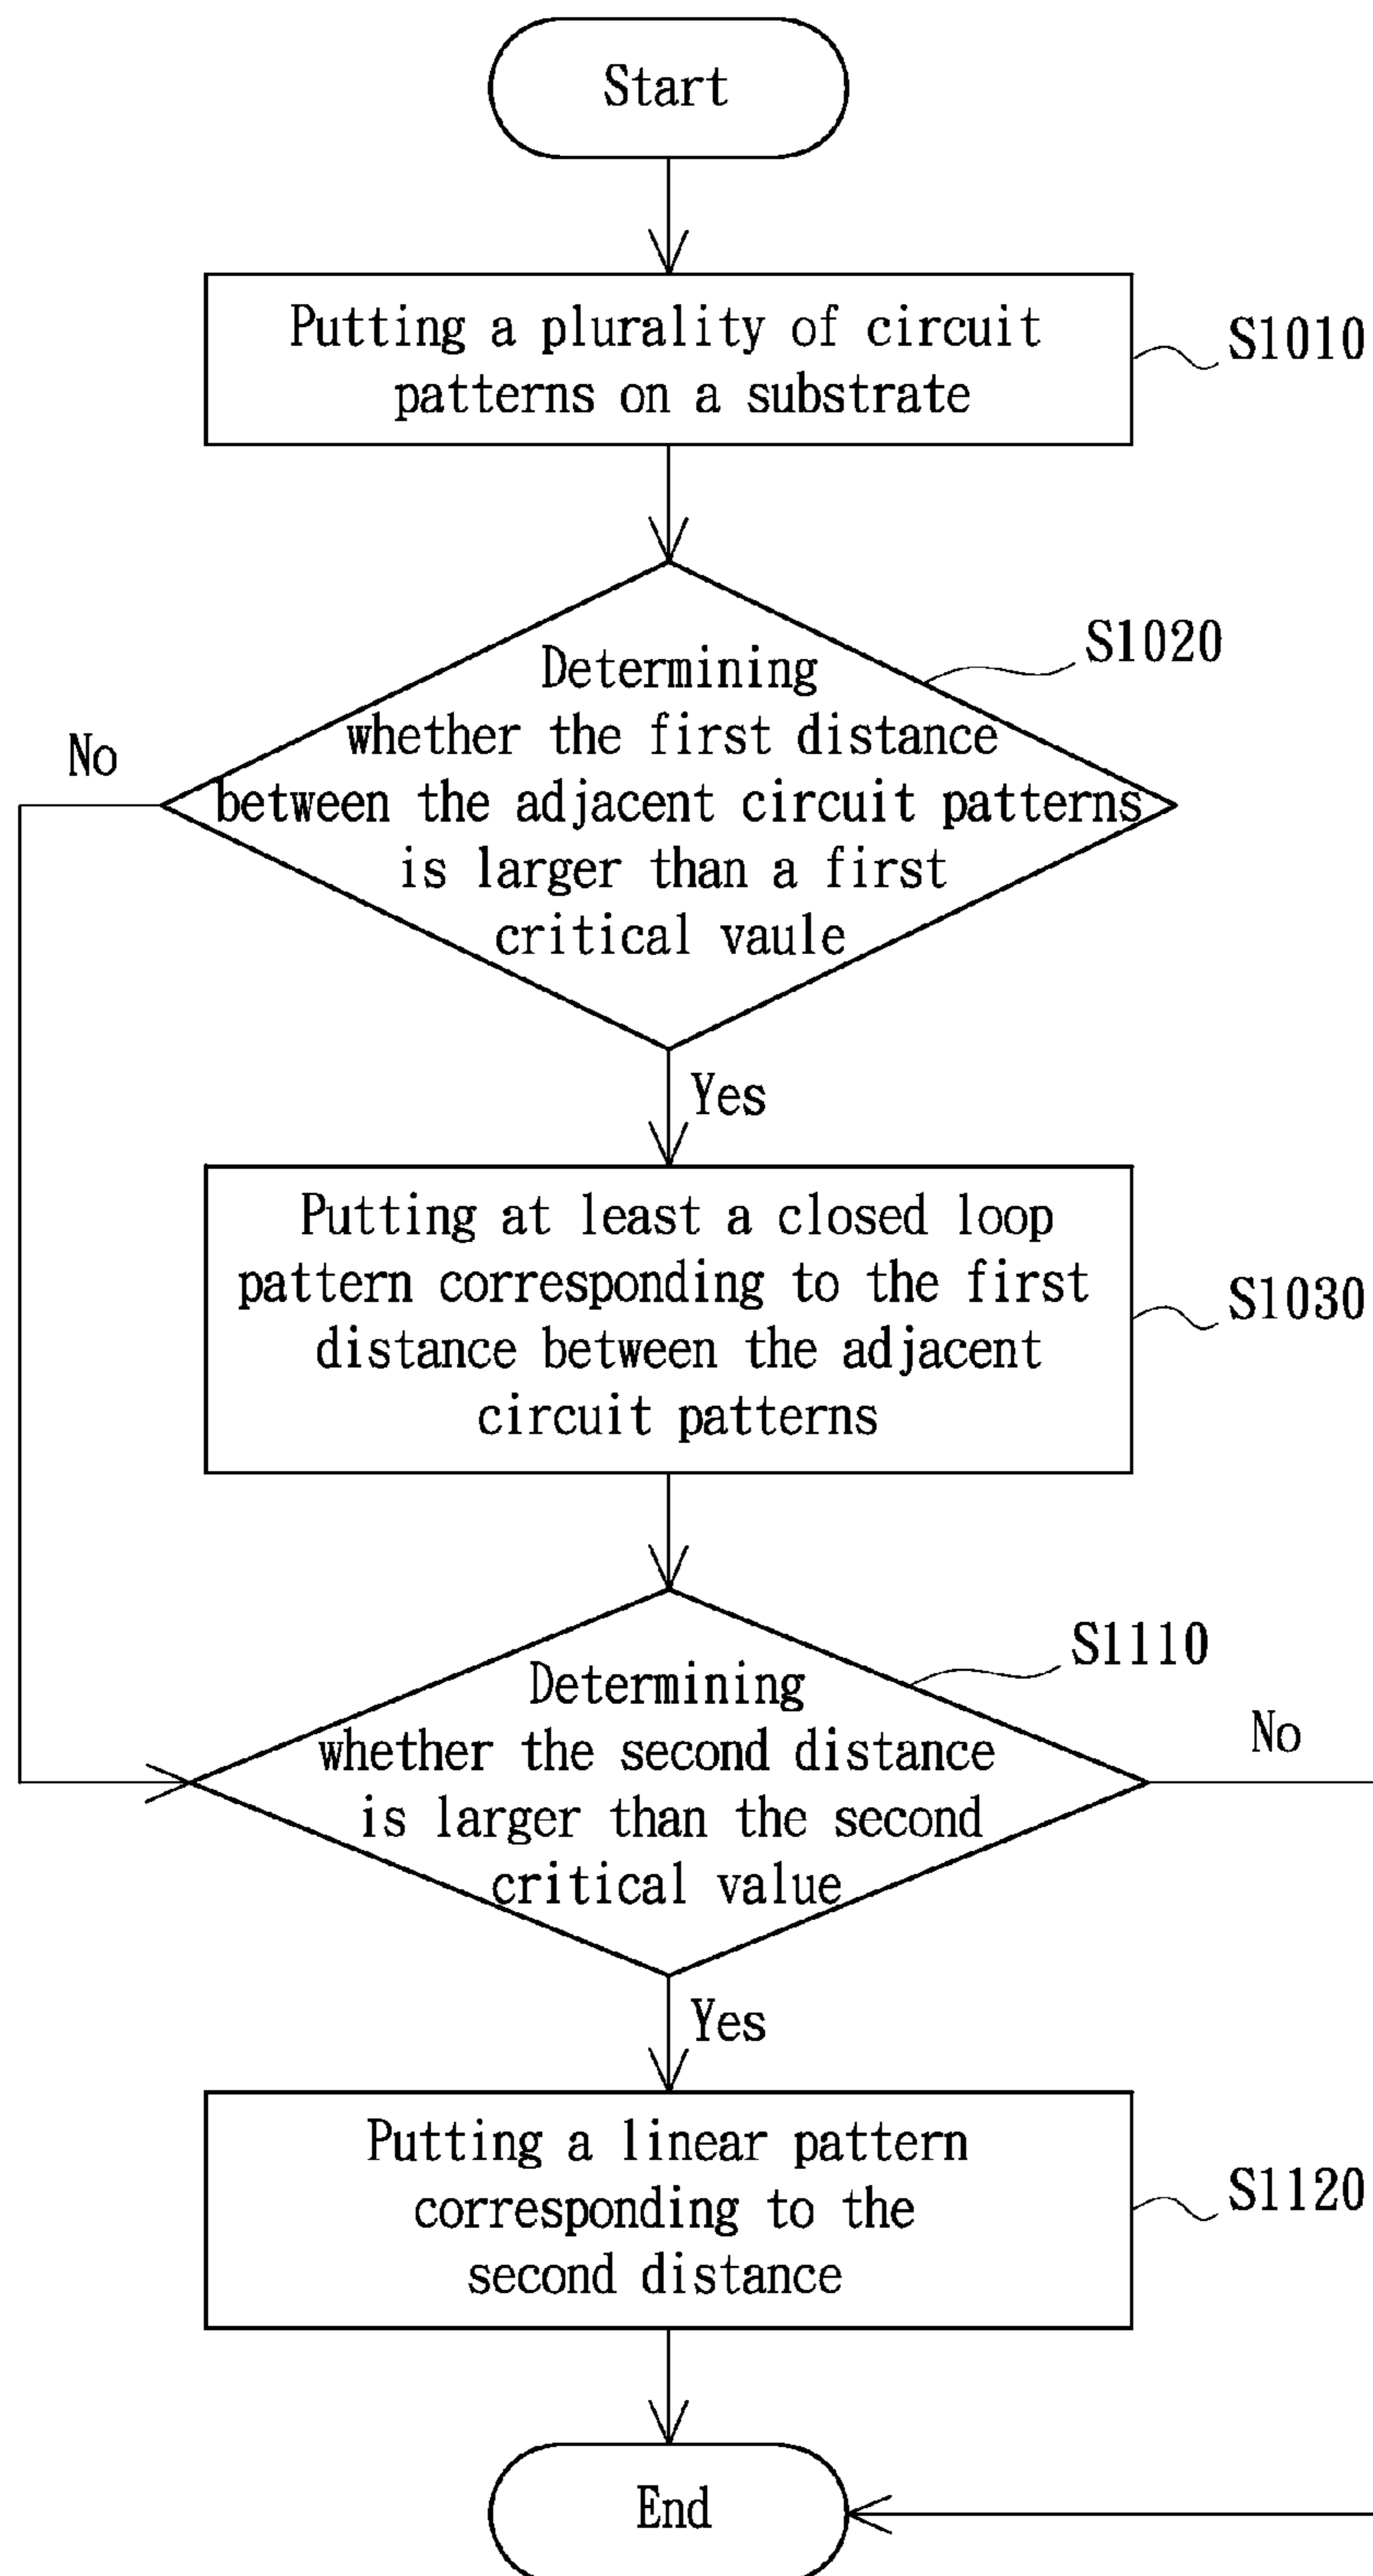 Start
Putting a plurality of circuit
patterns on a substrate
S1010
Determining
whether the first distance
between the adjacent circuit patterns
is larger than a first
critical vaule
S1020
No
Yes
Putting at least a closed loop
pattern corresponding to the first
distance between the adjacent
circuit patterns
S1030
Determining
whether the second distance
is larger than the second
critical value
S1110
No
Yes
Putting a linear pattern
corresponding to the
second distance
S1120
End